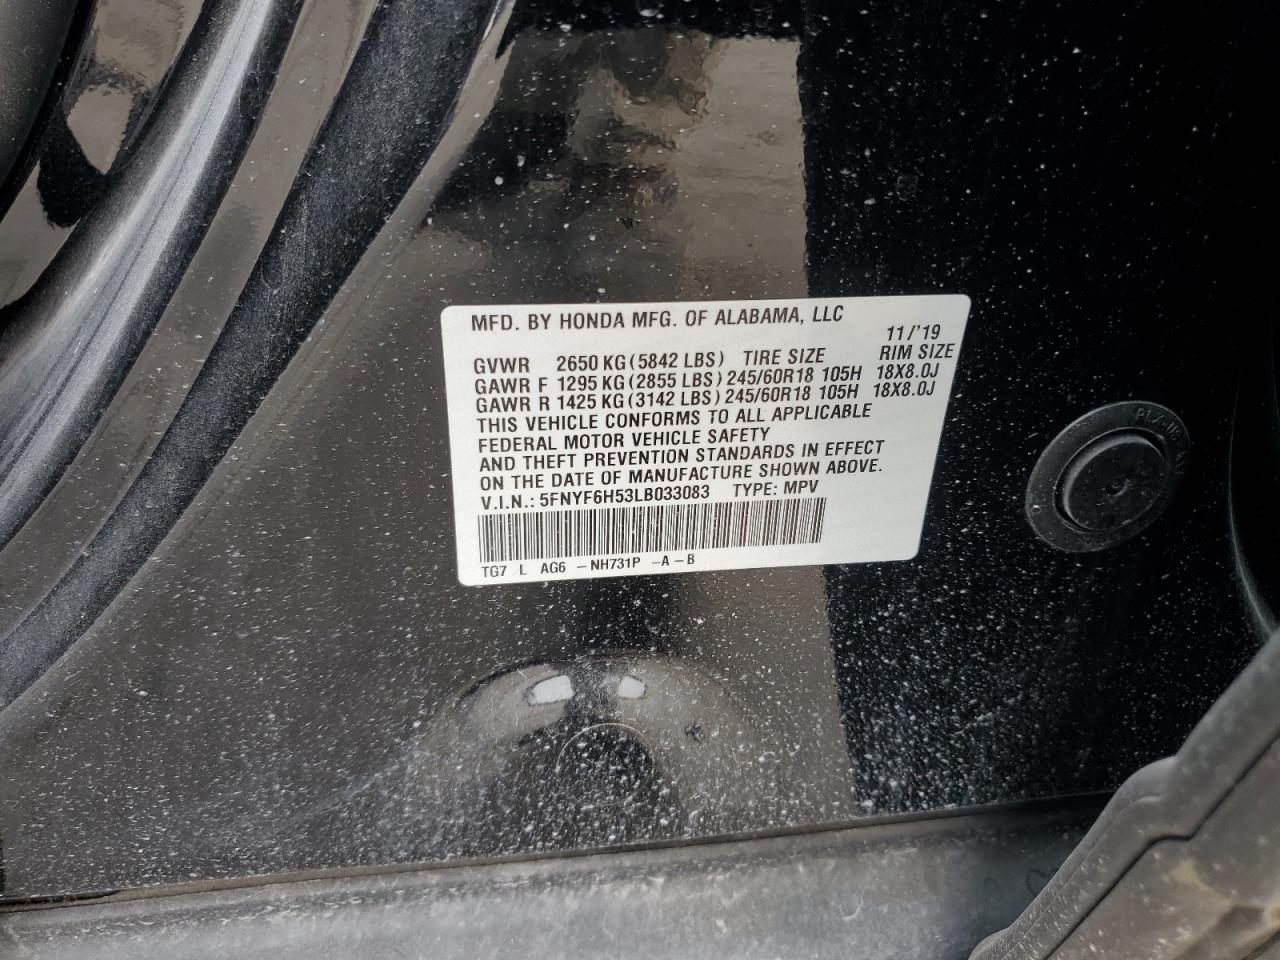 MFD. BY HONDA MFG. OF ALABAMA, LLC
11/'19
GVWR 2650 KG (5842 LBS) TIRE SIZE RIM SIZE
GAWR F 1295 KG (2855 LBS) 245/60R18 105H 18X8.0J
GAWR R 1425 KG (3142 LBS) 245/60R18 105H 18X8.0J
THIS VEHICLE CONFORMS TO ALL APPLICABLE
FEDERAL MOTOR VEHICLE SAFETY
AND THEFT PREVENTION STANDARDS IN EFFECT
ON THE DATE OF MANUFACTURE SHOWN ABOVE.
V.I.N.: 5FNYF6H53LB033083 TYPE: MPV
TG7 L AG6 -NH731P -A-B